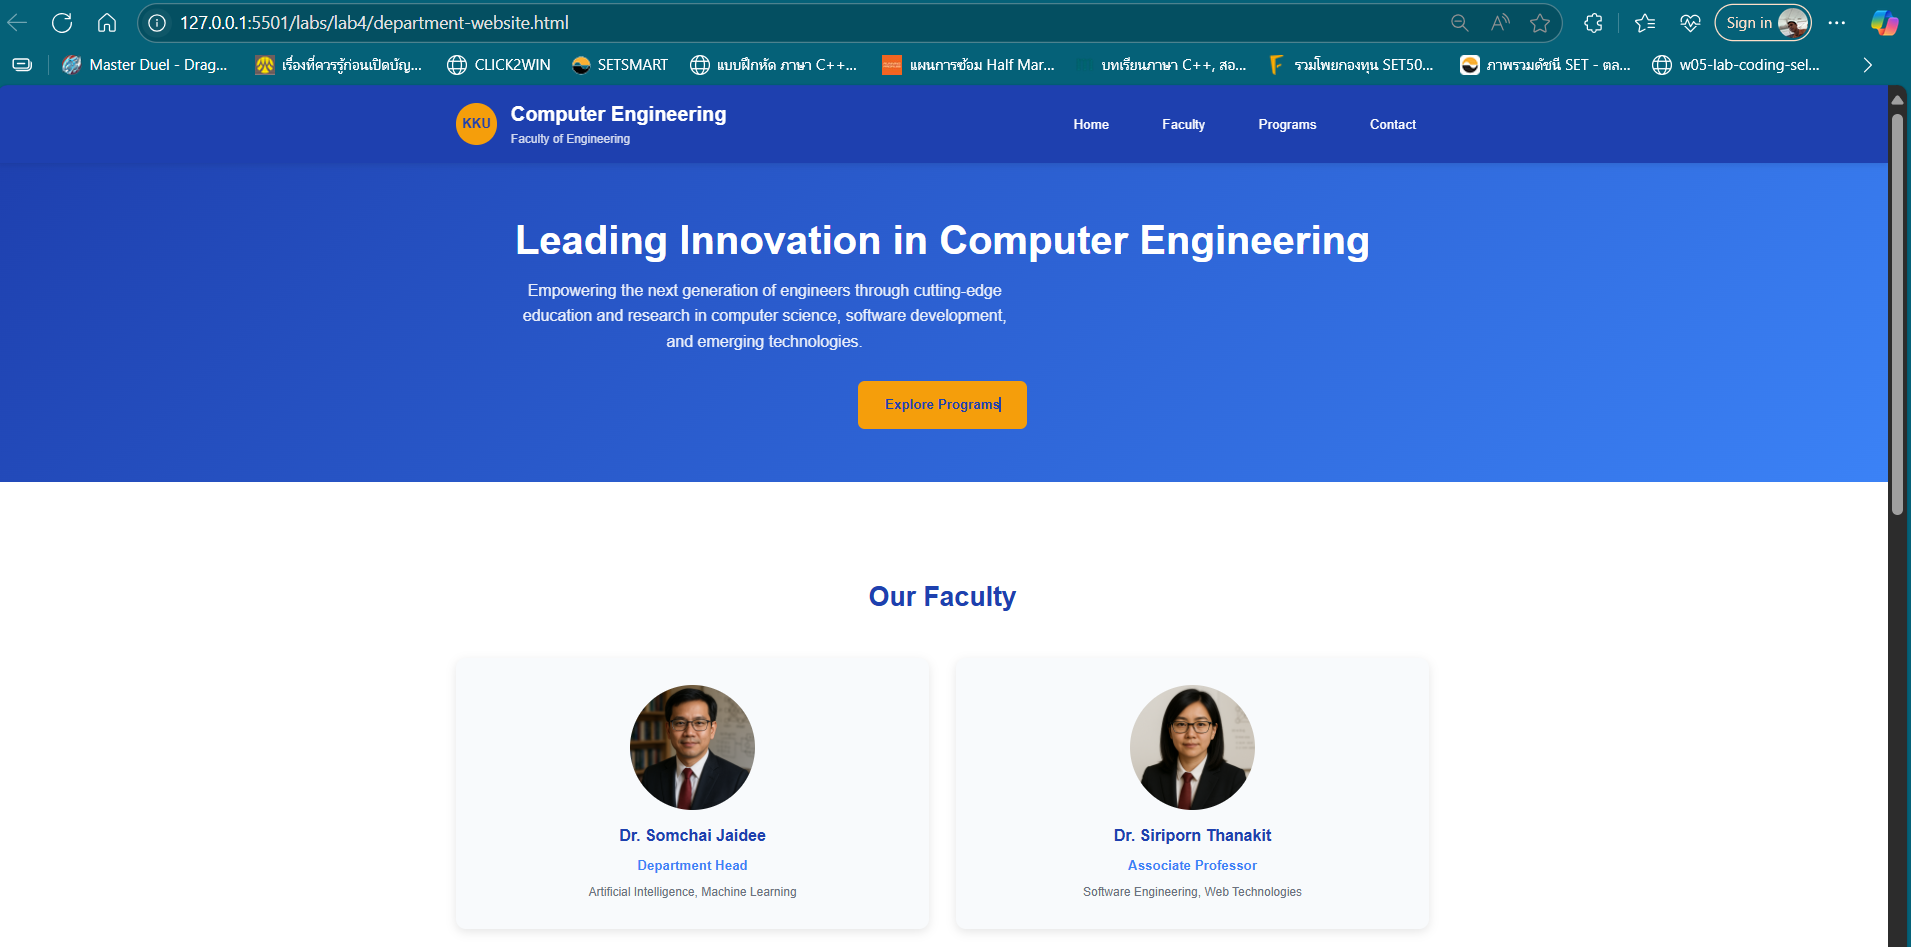 127.0.0.1:5501/labs/lab4/department-website.html
Sign in
Master Duel - Drag...
เรื่องที่ควรรู้ก่อนเปิดบัญ...
CLICK2WIN
SETSMART
แบบฝึกหัด ภาษา C++...
แผนการซ้อม Half Mar...
บทเรียนภาษา C++, สอ...
รวมโพยกองทุน SET50...
ภาพรวมดัชนี SET - ตล...
w05-lab-coding-sel...
KKU
Computer Engineering
Faculty of Engineering
Home
Faculty
Programs
Contact
Leading Innovation in Computer Engineering
Empowering the next generation of engineers through cutting-edge
education and research in computer science, software development,
and emerging technologies.
Explore Programs
Our Faculty
Dr. Somchai Jaidee
Department Head
Artificial Intelligence, Machine Learning
Dr. Siriporn Thanakit
Associate Professor
Software Engineering, Web Technologies